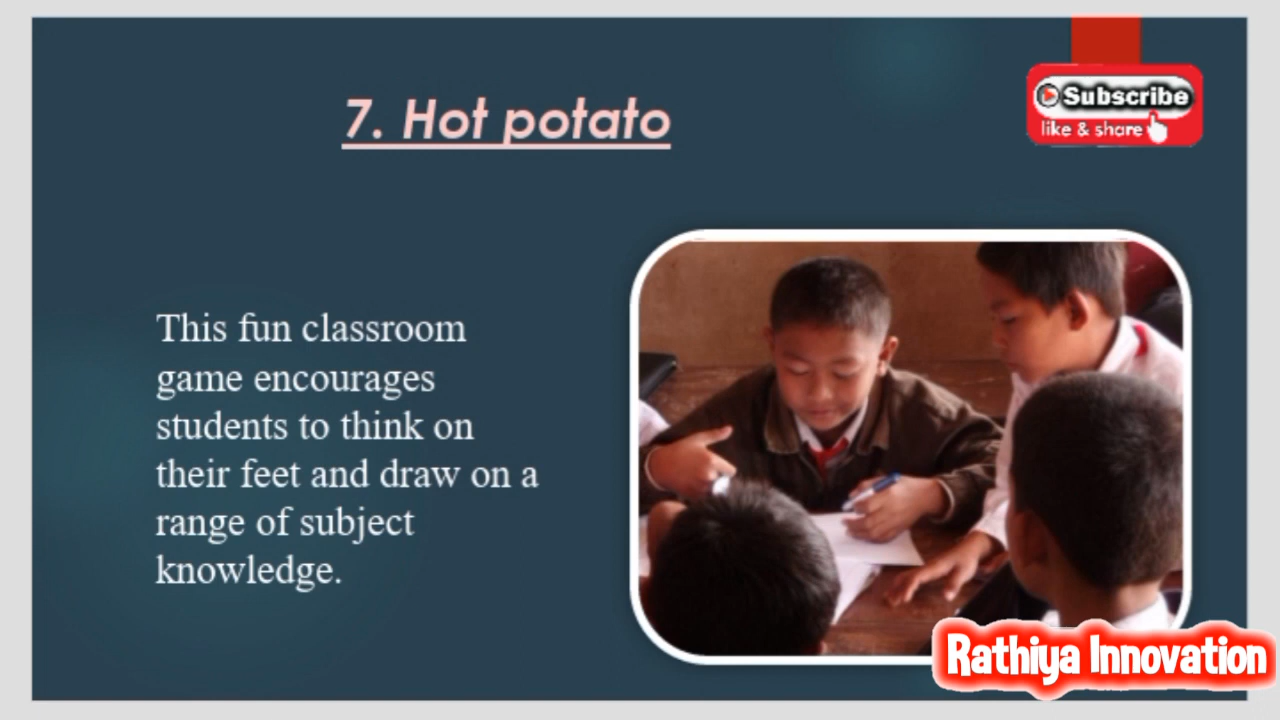 7. Hot potato
Subscribe
like & share
This fun classroom
game encourages
students to think on
their feet and draw on a
range of subject
knowledge.
Rathiya Innovation